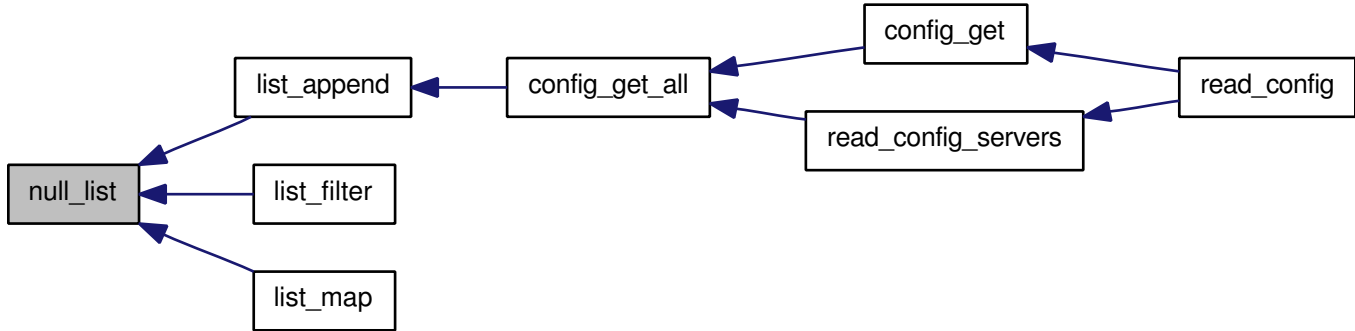 null_list
list_append
list_filter
list_map
config_get_all
config_get
read_config_servers
read_config